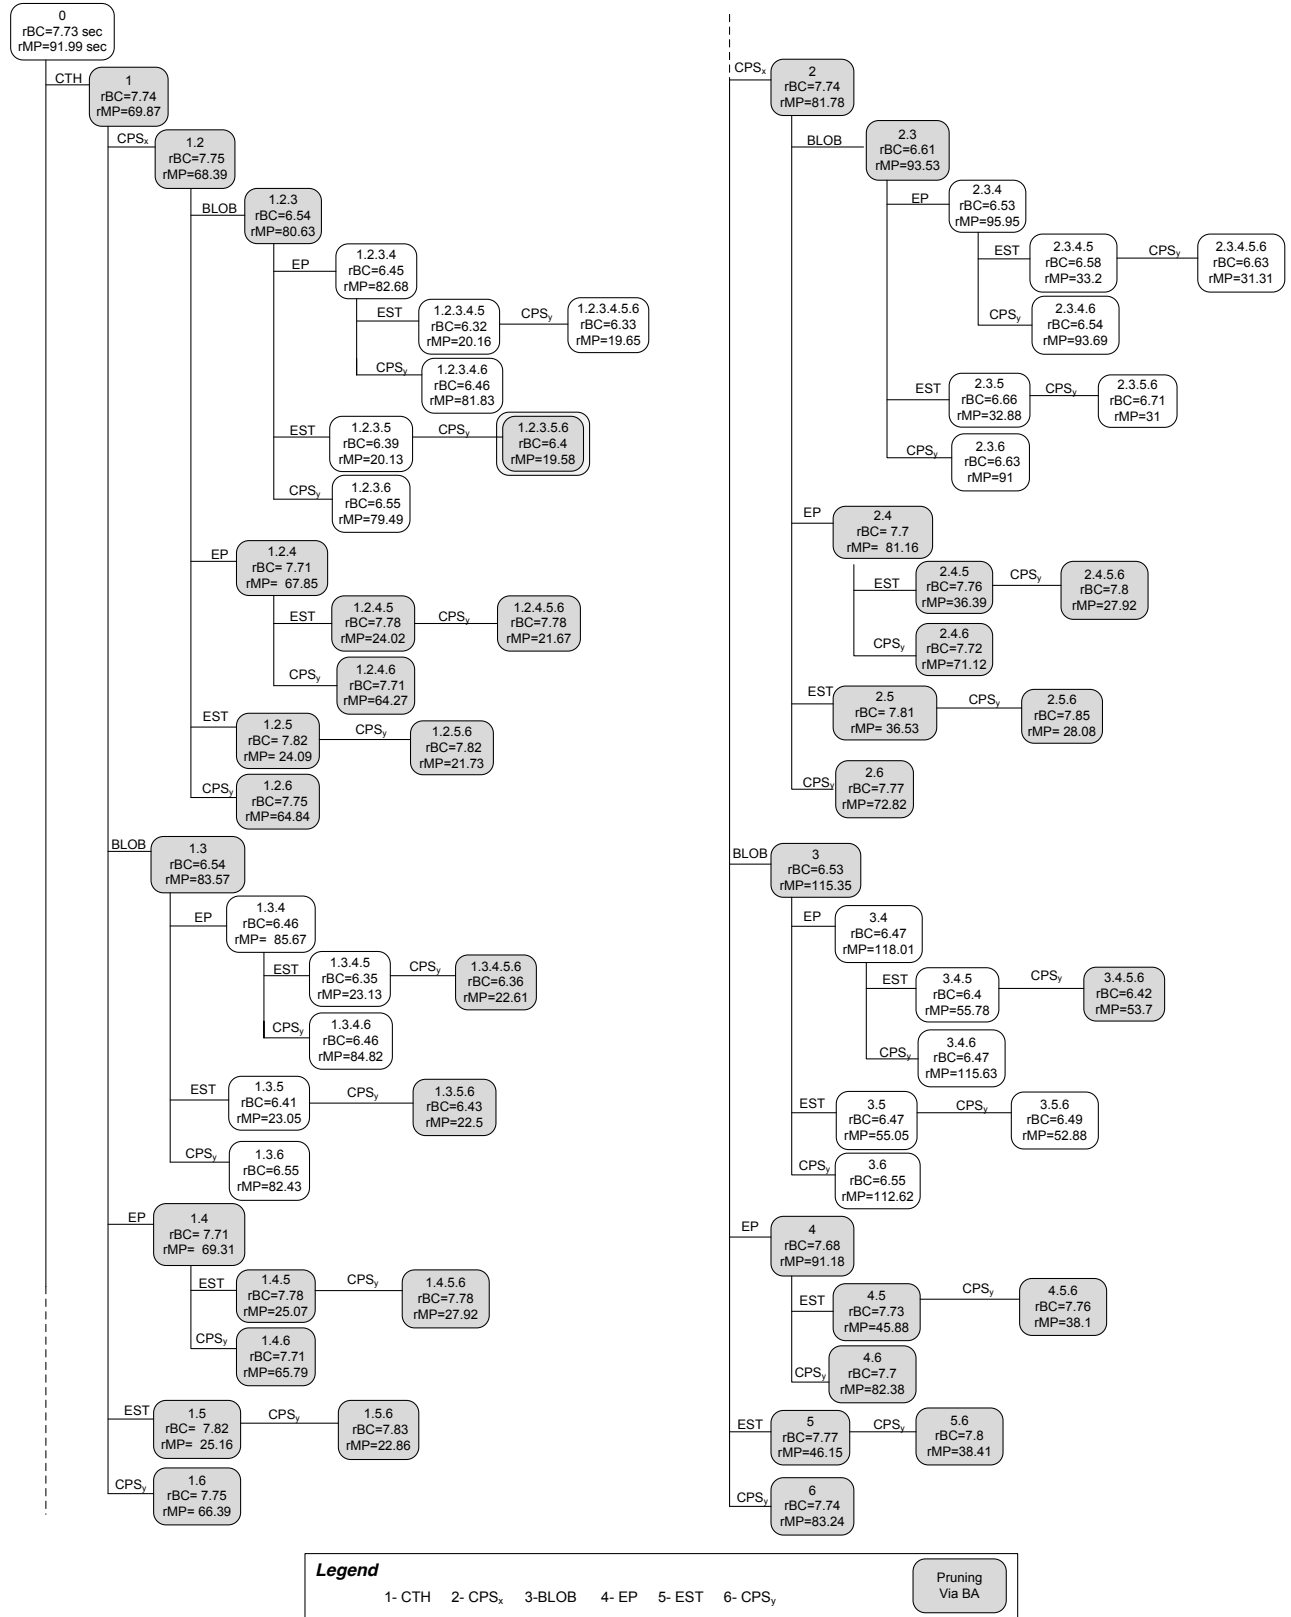 0
rBC=7.73 sec
rMP=91.99 sec
CTH
1
rBC=7.74
rMP=69.87
CPSx
1.2
rBC=7.75
rMP=68.39
BLOB
1.2.3
rBC=6.54
rMP=80.63
EP
1.2.3.4
rBC=6.45
rMP=82.68
EST
1.2.3.4.5
rBC=6.32
rMP=20.16
CPSy
1.2.3.4.5.6
rBC=6.33
rMP=19.65
CPSy
1.2.3.4.6
rBC=6.46
rMP=81.83
EST
1.2.3.5
rBC=6.39
rMP=20.13
CPSy
1.2.3.5.6
rBC=6.4
rMP=19.58
CPSy
1.2.3.6
rBC=6.55
rMP=79.49
EP
1.2.4
rBC= 7.71
rMP= 67.85
EST
1.2.4.5
rBC=7.78
rMP=24.02
CPSy
1.2.4.5.6
rBC=7.78
rMP=21.67
CPSy
1.2.4.6
rBC=7.71
rMP=64.27
EST
1.2.5
rBC= 7.82
rMP= 24.09
CPSy
1.2.5.6
rBC=7.82
rMP=21.73
CPSy
1.2.6
rBC=7.75
rMP=64.84
BLOB
1.3
rBC=6.54
rMP=83.57
EP
1.3.4
rBC=6.46
rMP= 85.67
EST
1.3.4.5
rBC=6.35
rMP=23.13
CPSy
1.3.4.5.6
rBC=6.36
rMP=22.61
CPSy
1.3.4.6
rBC=6.46
rMP=84.82
EST
1.3.5
rBC=6.41
rMP=23.05
CPSy
1.3.5.6
rBC=6.43
rMP=22.5
CPSy
1.3.6
rBC=6.55
rMP=82.43
EP
1.4
rBC= 7.71
rMP= 69.31
EST
1.4.5
rBC=7.78
rMP=25.07
CPSy
1.4.5.6
rBC=7.78
rMP=27.92
CPSy
1.4.6
rBC=7.71
rMP=65.79
EST
1.5
rBC= 7.82
rMP= 25.16
CPSy
1.5.6
rBC=7.83
rMP=22.86
CPSy
1.6
rBC= 7.75
rMP= 66.39
CPSx
2
rBC=7.74
rMP=81.78
BLOB
2.3
rBC=6.61
rMP=93.53
EP
2.3.4
rBC=6.53
rMP=95.95
EST
2.3.4.5
rBC=6.58
rMP=33.2
CPSy
2.3.4.5.6
rBC=6.63
rMP=31.31
CPSy
2.3.4.6
rBC=6.54
rMP=93.69
EST
2.3.5
rBC=6.66
rMP=32.88
CPSy
2.3.5.6
rBC=6.71
rMP=31
CPSy
2.3.6
rBC=6.63
rMP=91
EP
2.4
rBC= 7.7
rMP= 81.16
EST
2.4.5
rBC=7.76
rMP=36.39
CPSy
2.4.5.6
rBC=7.8
rMP=27.92
CPSy
2.4.6
rBC=7.72
rMP=71.12
EST
2.5
rBC= 7.81
rMP= 36.53
CPSy
2.5.6
rBC=7.85
rMP= 28.08
CPSy
2.6
rBC=7.77
rMP=72.82
BLOB
3
rBC=6.53
rMP=115.35
EP
3.4
rBC=6.47
rMP=118.01
EST
3.4.5
rBC=6.4
rMP=55.78
CPSy
3.4.5.6
rBC=6.42
rMP=53.7
CPSy
3.4.6
rBC=6.47
rMP=115.63
EST
3.5
rBC=6.47
rMP=55.05
CPSy
3.5.6
rBC=6.49
rMP=52.88
CPSy
3.6
rBC=6.55
rMP=112.62
EP
4
rBC=7.68
rMP=91.18
EST
4.5
rBC=7.73
rMP=45.88
CPSy
4.5.6
rBC=7.76
rMP=38.1
CPSy
4.6
rBC=7.7
rMP=82.38
EST
5
rBC=7.77
rMP=46.15
CPSy
5.6
rBC=7.8
rMP=38.41
CPSy
6
rBC=7.74
rMP=83.24
Legend
1- CTH 2- CPSx 3-BLOB 4- EP 5- EST 6- CPSy
Pruning
Via BA